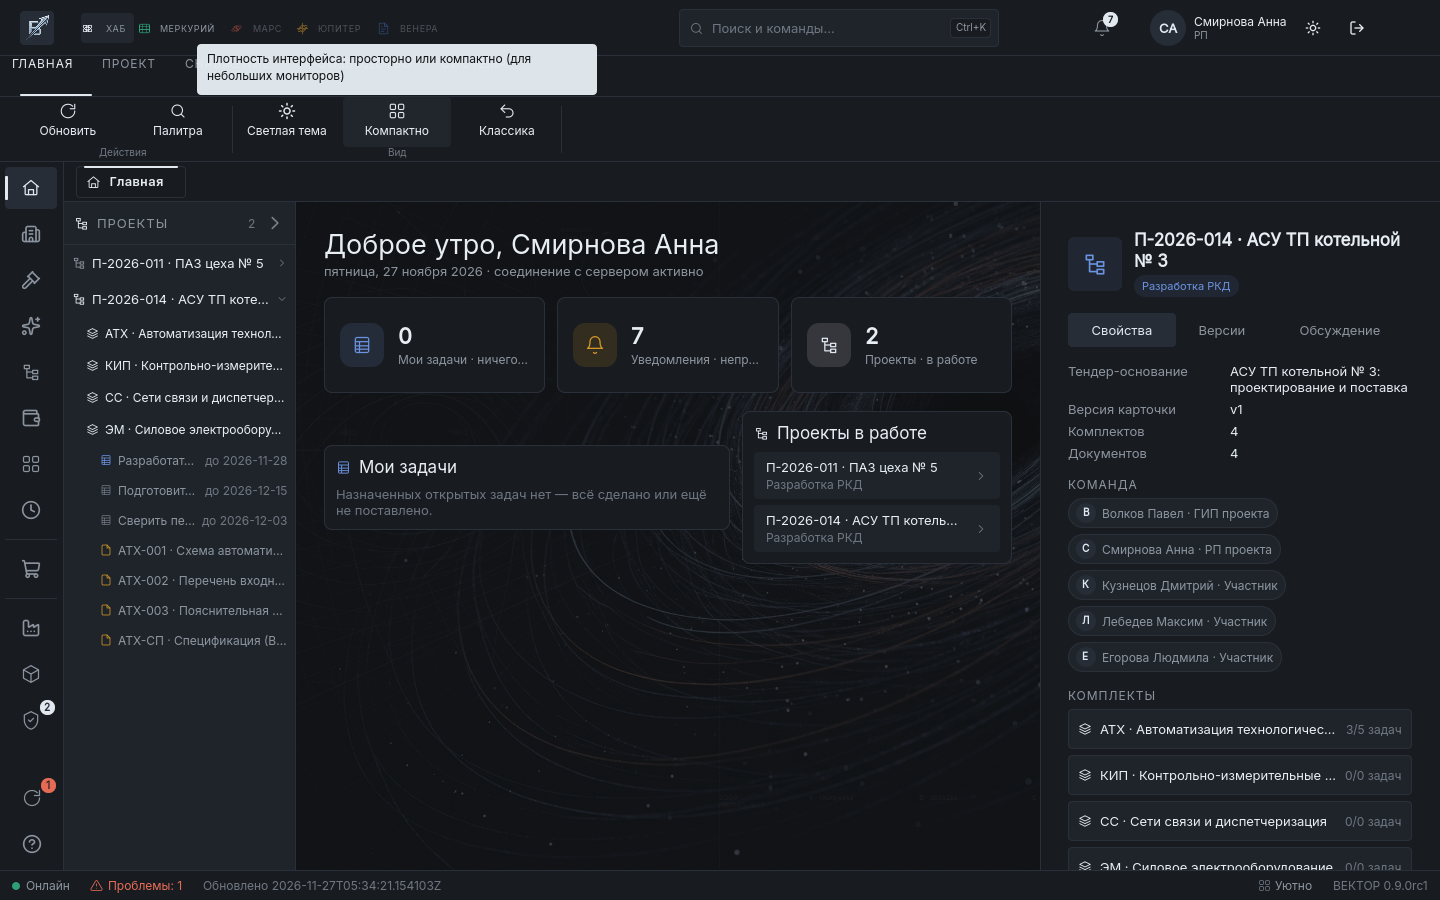 ХАБ
МЕРКУРИЙ
МАРС
ЮПИТЕР
ВЕНЕРА
Поиск и команды...
Ctrl+K
7
СА
Смирнова Анна
РП
ГЛАВНАЯ
ПРОЕКТ
Плотность интерфейса: просторно или компактно (для
небольших мониторов)
Обновить
Палитра
Светлая тема
Компактно
Классика
Действия
Вид
Главная
ПРОЕКТЫ
2
П-2026-011 · ПАЗ цеха № 5
П-2026-014 · АСУ ТП коте...
АТХ · Автоматизация технол...
КИП · Контрольно-измерите...
СС · Сети связи и диспетчер...
ЭМ · Силовое электрообору...
Разработат... до 2026-11-28
Подготовит... до 2026-12-15
Сверить пе... до 2026-12-03
АТХ-001 · Схема автомати...
АТХ-002 · Перечень входн...
АТХ-003 · Пояснительная ...
АТХ-СП · Спецификация (В...
2
1
Доброе утро, Смирнова Анна
пятница, 27 ноября 2026 · соединение с сервером активно
0
Мои задачи · ничего...
7
Уведомления · непр...
2
Проекты · в работе
Мои задачи
Назначенных открытых задач нет — всё сделано или ещё
не поставлено.
Проекты в работе
П-2026-011 · ПАЗ цеха № 5
Разработка РКД
П-2026-014 · АСУ ТП котель...
Разработка РКД
П-2026-014 · АСУ ТП котельной
№ 3
Разработка РКД
Свойства
Версии
Обсуждение
Тендер-основание
АСУ ТП котельной № 3:
проектирование и поставка
Версия карточки
v1
Комплектов
4
Документов
4
КОМАНДА
В Волков Павел · ГИП проекта
С Смирнова Анна · РП проекта
К Кузнецов Дмитрий · Участник
Л Лебедев Максим · Участник
Е Егорова Людмила · Участник
КОМПЛЕКТЫ
АТХ · Автоматизация технологичес... 3/5 задач
КИП · Контрольно-измерительные ... 0/0 задач
СС · Сети связи и диспетчеризация 0/0 задач
ЭМ · Силовое электрооборудование 0/0 задач
Онлайн
Проблемы: 1
Обновлено 2026-11-27T05:34:21.154103Z
Уютно
ВЕКТОР 0.9.0rc1